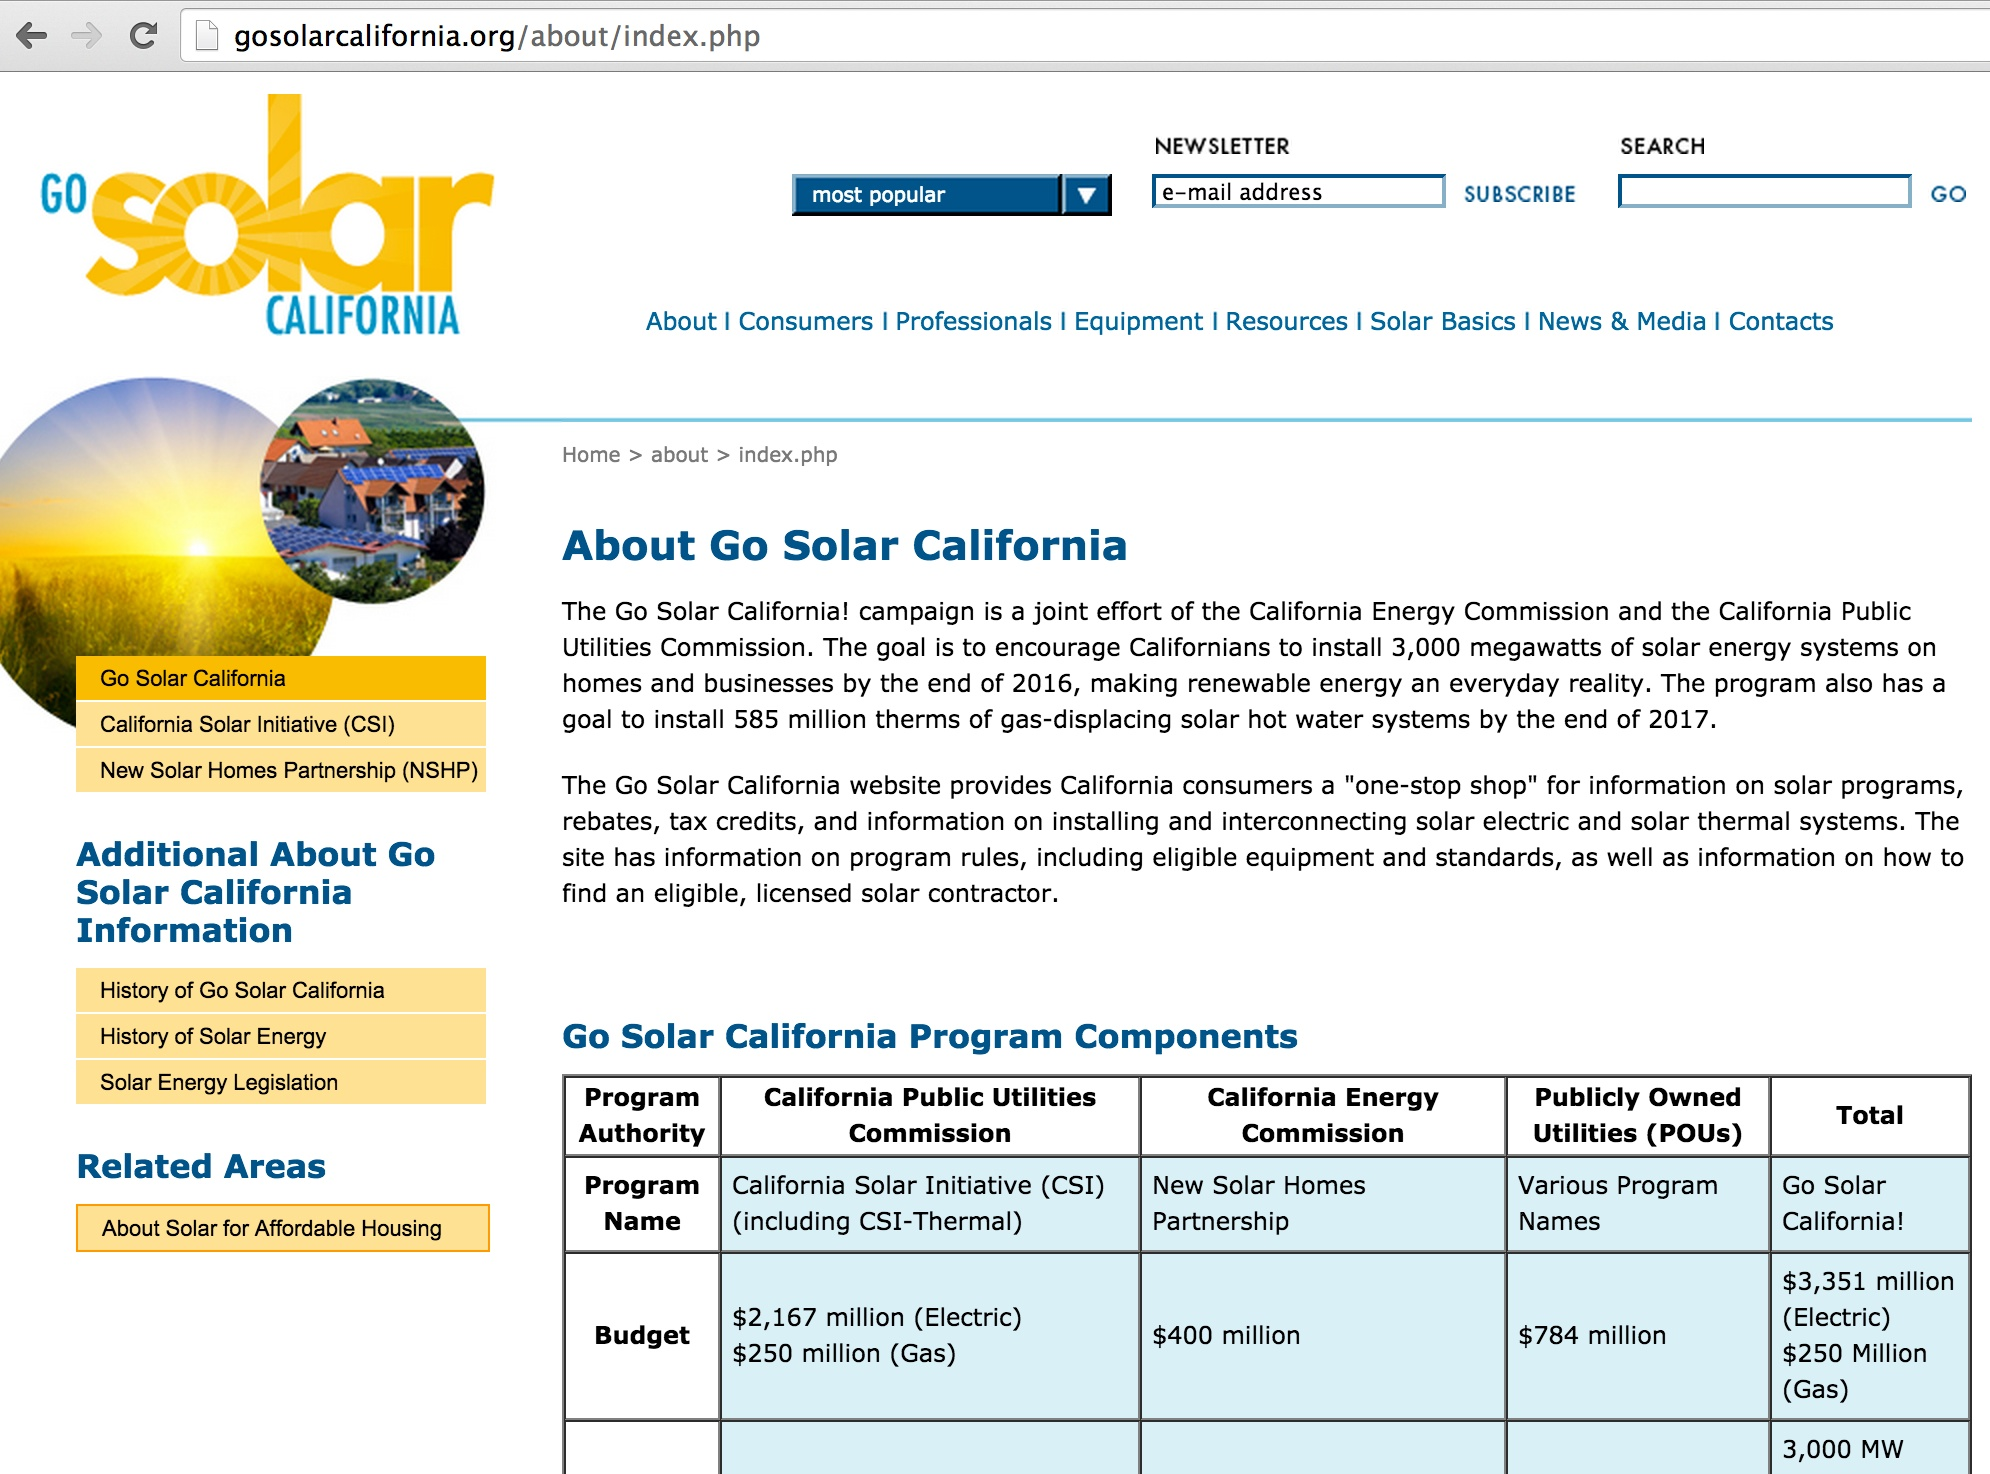 gosolarcalifornia.org/about/index.php
GO
solar
CALIFORNIA
most popular
NEWSLETTER
e-mail address
SUBSCRIBE
SEARCH
GO
About I Consumers I Professionals I Equipment I Resources I Solar Basics I News & Media I Contacts
Go Solar California
California Solar Initiative (CSI)
New Solar Homes Partnership (NSHP)
Additional About Go
Solar California
Information
History of Go Solar California
History of Solar Energy
Solar Energy Legislation
Related Areas
About Solar for Affordable Housing
Home > about > index.php
About Go Solar California
The Go Solar California! campaign is a joint effort of the California Energy Commission and the California Public
Utilities Commission. The goal is to encourage Californians to install 3,000 megawatts of solar energy systems on
homes and businesses by the end of 2016, making renewable energy an everyday reality. The program also has a
goal to install 585 million therms of gas-displacing solar hot water systems by the end of 2017.
The Go Solar California website provides California consumers a "one-stop shop" for information on solar programs,
rebates, tax credits, and information on installing and interconnecting solar electric and solar thermal systems. The
site has information on program rules, including eligible equipment and standards, as well as information on how to
find an eligible, licensed solar contractor.
Go Solar California Program Components
Program
Authority
California Public Utilities
Commission
California Energy
Commission
Publicly Owned
Utilities (POUs)
Total
Program
Name
California Solar Initiative (CSI)
(including CSI-Thermal)
New Solar Homes
Partnership
Various Program
Names
Go Solar
California!
Budget
$2,167 million (Electric)
$250 million (Gas)
$400 million
$784 million
$3,351 million
(Electric)
$250 Million
(Gas)
3,000 MW